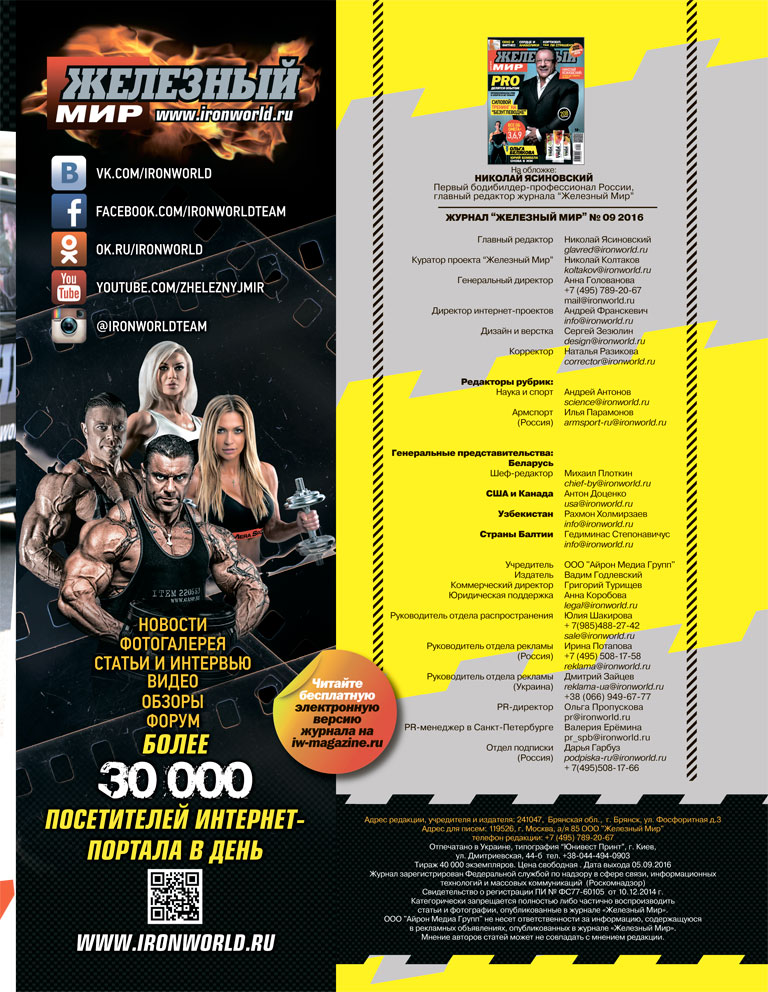 ЖЕЛЕЗНЫЙ
МИР www.ironworld.ru
VK.COM/IRONWORLD
FACEBOOK.COM/IRONWORLDTEAM
OK.RU/IRONWORLD
You
Tube
YOUTUBE.COM/ZHELEZNYJMIR
@IRONWORLDTEAM
НОВОСТИ
ФОТОГАЛЕРЕЯ
СТАТЬИ И ИНТЕРВЬЮ
ВИДЕО
ОБЗОРЫ
ФОРУМ
БОЛЕЕ
30 000
ПОСЕТИТЕЛЕЙ ИНТЕРНЕТ-
ПОРТАЛА В ДЕНЬ
WWW.IRONWORLD.RU
Читайте
бесплатную
электронную
версию
журнала на
iw-magazine.ru
ЖЕЛЕЗНЫЙ
МИР
PRO
СИЛОВОЙ
ОЛЬГА
БЕЛЯКОВА
На обложке:
НИКОЛАЙ ЯСИНОВСКИЙ
Первый бодибилдер-профессионал России,
главный редактор журнала "Железный Мир"
ЖУРНАЛ "ЖЕЛЕЗНЫЙ МИР" № 09 2016
Главный редактор Николай Ясиновский
glavred@ironworld.ru
Куратор проекта "Железный Мир" Николай Колтаков
koltakov@ironworld.ru
Генеральный директор Анна Голованова
+7 (495) 789-20-67
mail@ironworld.ru
Директор интернет-проектов Андрей Франскевич
info@ironworld.ru
Дизайн и верстка Сергей Зезюлин
design@ironworld.ru
Корректор Наталья Разикова
corrector@ironworld.ru
Редакторы рубрик:
Наука и спорт Андрей Антонов
science@ironworld.ru
Армспорт Илья Парамонов
(Россия) armsport-ru@ironworld.ru
Генеральные представительства:
Беларусь
Шеф-редактор Михаил Плоткин
chief-by@ironworld.ru
США и Канада Антон Доценко
usa@ironworld.ru
Узбекистан Рахмон Холмирзаев
info@ironworld.ru
Страны Балтии Гедиминас Степонавичус
info@ironworld.ru
Учредитель ООО "Айрон Медиа Групп"
Издатель Вадим Годлевский
Коммерческий директор Григорий Турищев
Юридическая поддержка Анна Коробова
legal@ironworld.ru
Руководитель отдела распространения Юлия Шакирова
+ 7(985)488-27-42
sale@ironworld.ru
Руководитель отдела рекламы Ирина Потапова
(Россия) +7 (495) 508-17-58
reklama@ironworld.ru
Руководитель отдела рекламы Дмитрий Зайцев
(Украина) reklama-ua@ironworld.ru
+38 (066) 949-67-77
PR-директор Ольга Пропускова
pr@ironworld.ru
PR-менеджер в Санкт-Петербурге Валерия Ерёмина
pr_spb@ironworld.ru
Отдел подписки Дарья Гарбуз
(Россия) podpiska-ru@ironworld.ru
+ 7(495)508-17-66
Адрес редакции, учредителя и издателя: 241047, Брянская обл., г. Брянск, ул. Фосфоритная д.3
Адрес для писем: 119526, г. Москва, а/я 85 ООО "Железный Мир"
телефон редакции: +7 (495) 789-20-67
Отпечатано в Украине, типография "Юнивест Принт", г. Киев,
ул. Дмитриевская, 44-б тел. +38-044-494-0903
Тираж 40 000 экземпляров. Цена свободная . Дата выхода 05.09.2016
Журнал зарегистрирован Федеральной службой по надзору в сфере связи, информационных
технологий и массовых коммуникаций (Роскомнадзор)
Свидетельство о регистрации ПИ № ФС77-60105 от 10.12.2014 г.
Категорически запрещается полностью либо частично воспроизводить
статьи и фотографии, опубликованные в журнале «Железный Мир».
ООО "Айрон Медиа Групп" не несет ответственности за информацию, содержащуюся
в рекламных объявлениях, опубликованных в журнале «Железный Мир».
Мнение авторов статей может не совпадать с мнением редакции.